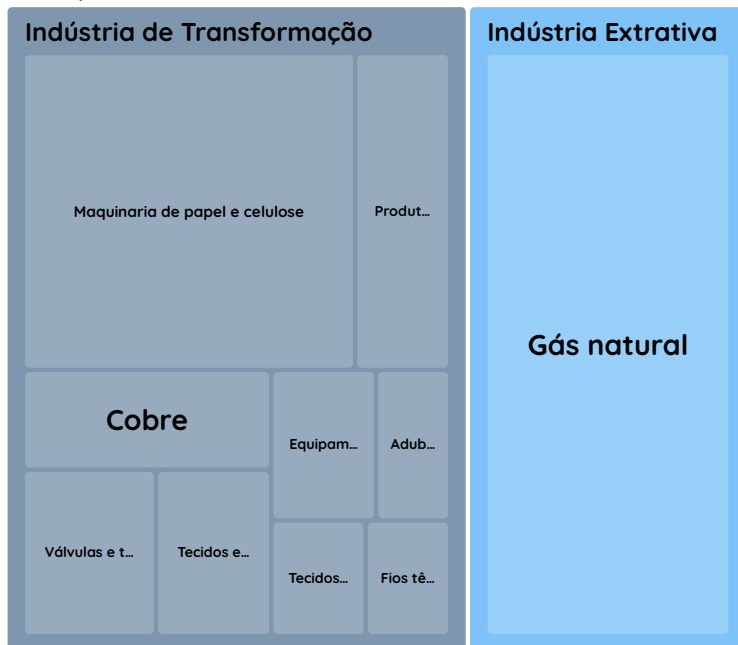 Indústria de Transformação
Indústria Extrativa
Maquinaria de papel e celulose
Produt...
Gás natural
Cobre
Equipam...
Adub...
Válvulas e t...
Tecidos e...
Tecidos...
Fios tê...